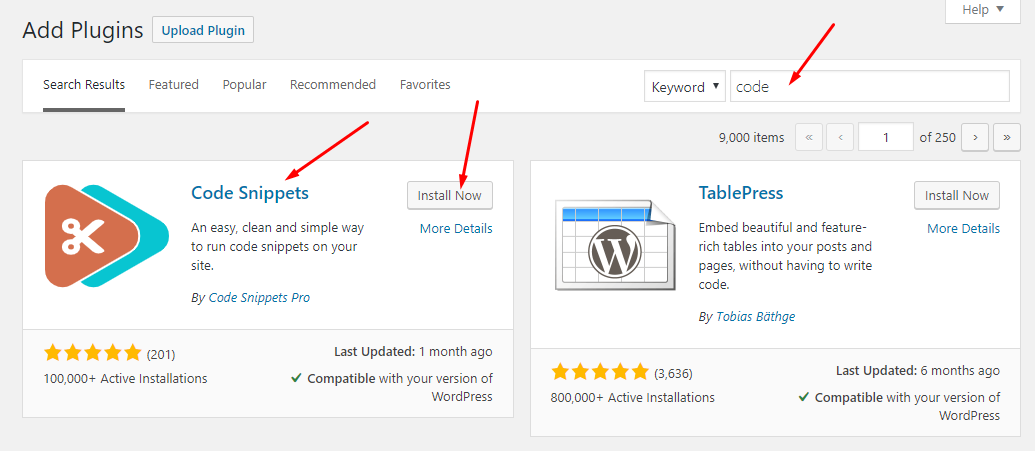 Help ▼
Add Plugins Upload Plugin
Search Results Featured Popular Recommended Favorites Keyword ▼ code
9,000 items « ‹ 1 of 250 › »
Code Snippets
Install Now
An easy, clean and simple way
to run code snippets on your
site.
More Details
By Code Snippets Pro
(201)
100,000+ Active Installations
Last Updated: 1 month ago
✓ Compatible with your version of
WordPress
TablePress
Install Now
Embed beautiful and feature-
rich tables into your posts and
pages, without having to write
code.
More Details
By Tobias Bäthge
(3,636)
800,000+ Active Installations
Last Updated: 6 months ago
✓ Compatible with your version of
WordPress